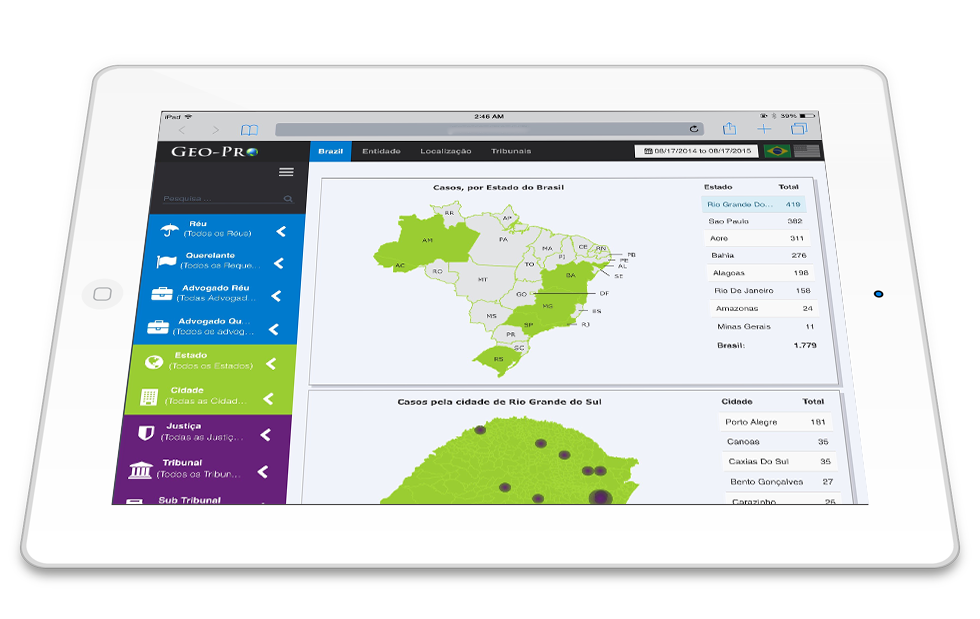 iPad
2:46 AM
39%
GEO-PRO
Brazil
Entidade
Localização
Tribunais
08/17/2014 to 08/17/2015
Pesquisa ...
Réu
(Todos os Réus)
Querelante
(Todos os Reque...
Advogado Réu
(Todas Advogad...
Advogado Qu...
(Todos os advog...
Estado
(Todos os Estados)
Cidade
(Todas as Cidad...
Justiça
(Todas as Justiç...
Tribunal
(Todos os Tribun...
Sub Tribunal
Casos, por Estado do Brasil
RR
AP
AM
PA
MA
CE
RN
PB
PE
AL
SE
PI
AC
RO
TO
BA
MT
GO
DF
MG
ES
MS
SP
RJ
PR
SC
RS
Estado Total
Rio Grande Do... 419
Sao Paulo 382
Acre 311
Bahia 276
Alagoas 198
Rio De Janeiro 158
Amazonas 24
Minas Gerais 11
Brasil: 1.779
Casos pela cidade de Rio Grande do Sul
Cidade Total
Porto Alegre 181
Canoas 35
Caxias Do Sul 35
Bento Gonçalves 27
Carazinho 25